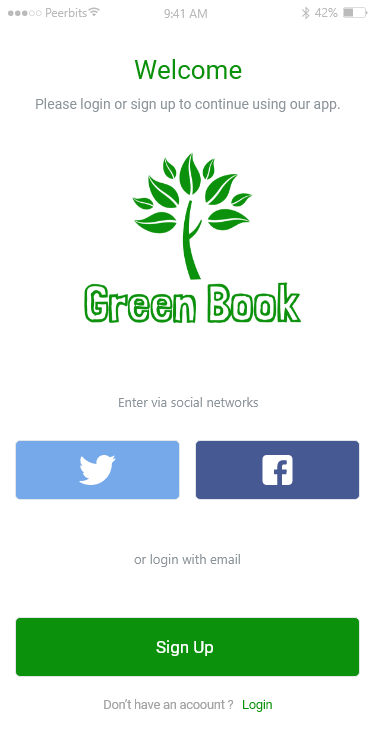 Peerbits 9:41 AM 42%
Welcome
Please login or sign up to continue using our app.
Green Book
Enter via social networks
or login with email
Sign Up
Don't have an acoount ? Login